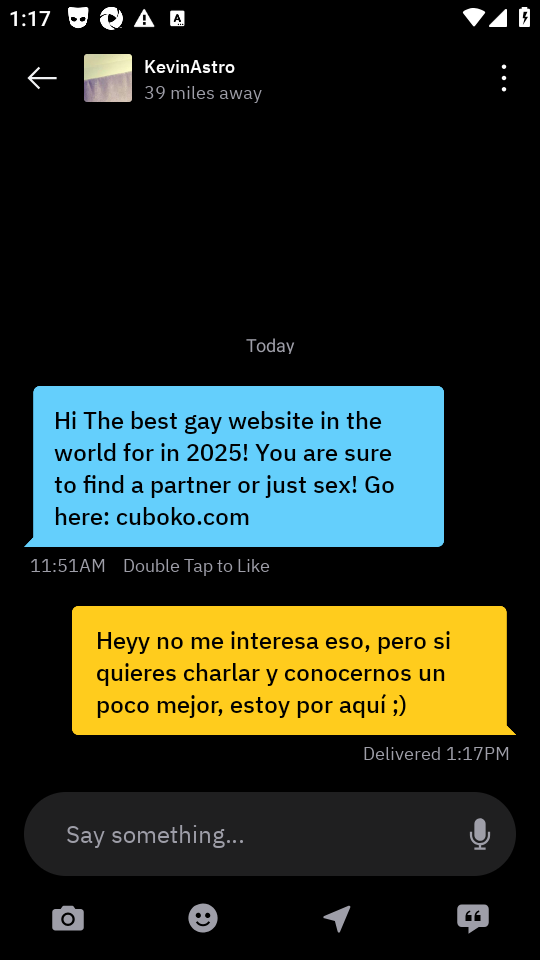 1:17
KevinAstro
39 miles away
Today
Hi The best gay website in the
world for in 2025! You are sure
to find a partner or just sex! Go
here: cuboko.com
11:51AM Double Tap to Like
Heyy no me interesa eso, pero si
quieres charlar y conocernos un
poco mejor, estoy por aquí ;)
Delivered 1:17PM
Say something...